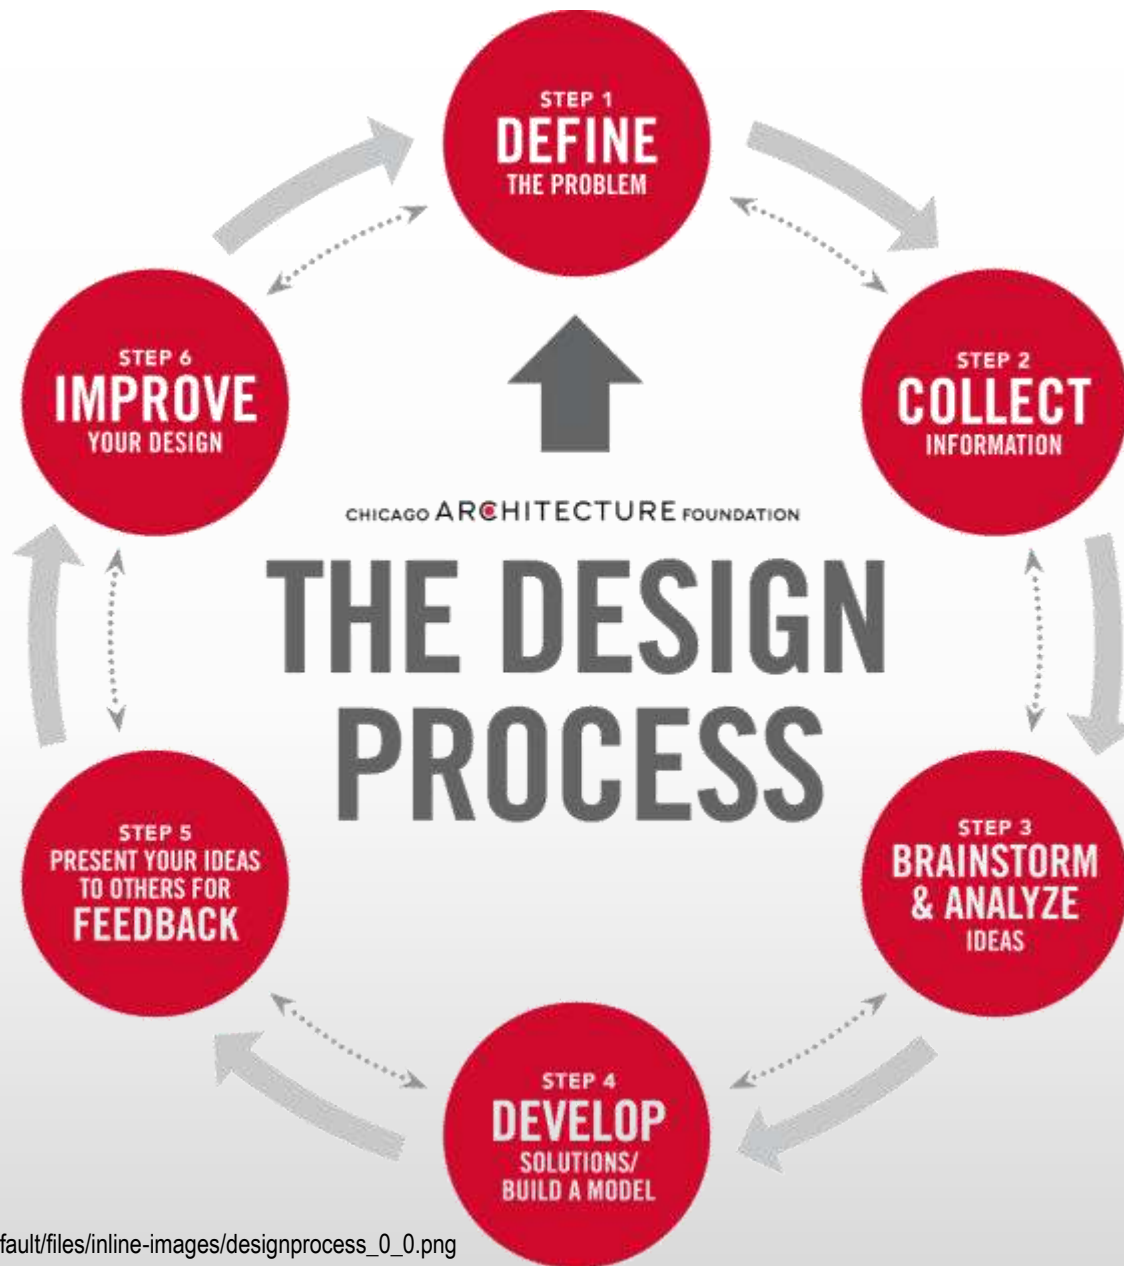 STEP 1
DEFINE
THE PROBLEM
STEP 2
COLLECT
INFORMATION
STEP 3
BRAINSTORM
& ANALYZE
IDEAS
STEP 4
DEVELOP
SOLUTIONS/
BUILD A MODEL
STEP 5
PRESENT YOUR IDEAS
TO OTHERS FOR
FEEDBACK
STEP 6
IMPROVE
YOUR DESIGN
CHICAGO ARCHITECTURE FOUNDATION
THE DESIGN
PROCESS
fault/files/inline-images/designprocess_0_0.png